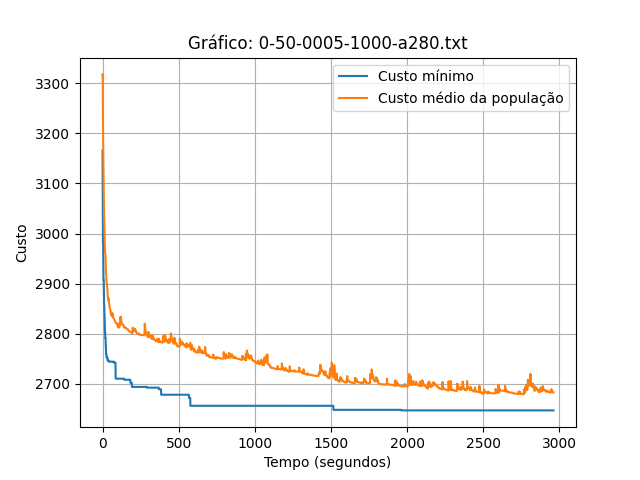 Gráfico: 0-50-0005-1000-a280.txt
Custo mínimo
Custo médio da população
3300
3200
3100
3000
2900
2800
2700
Custo
0 500 1000 1500 2000 2500 3000
Tempo (segundos)